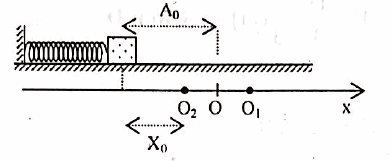 A₀
O₂ O O₁ x
X₀